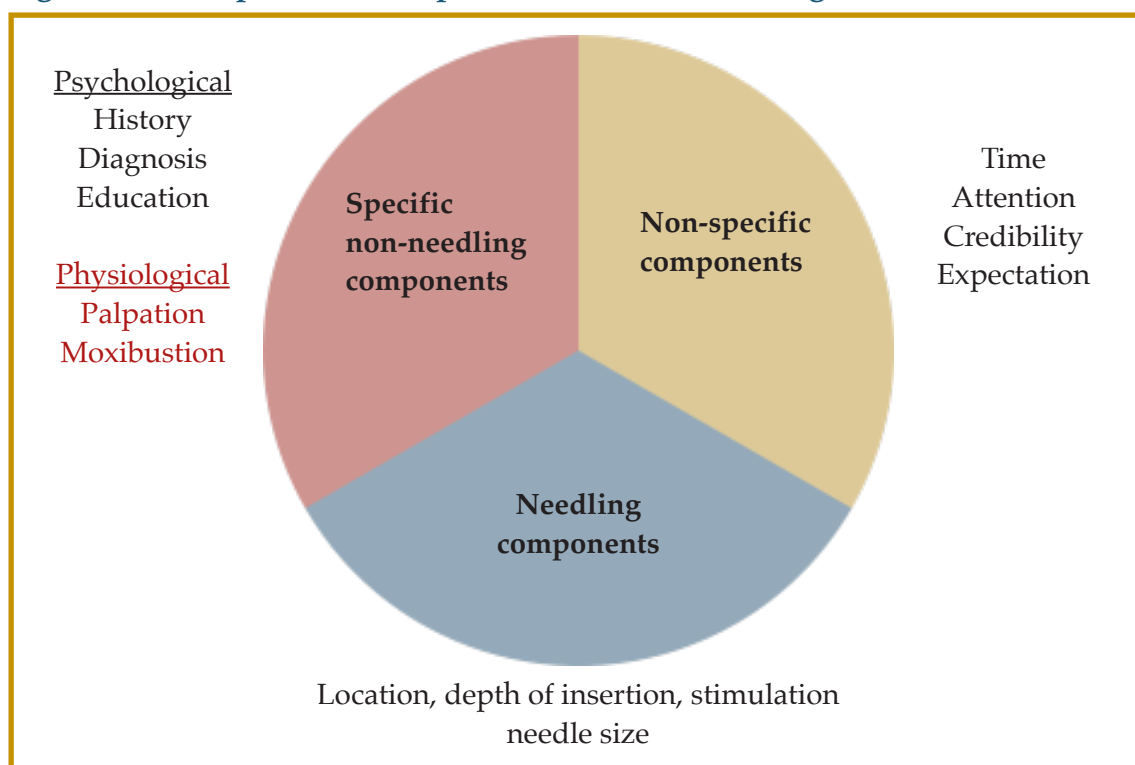 Psychological
History
Diagnosis
Education
Physiological
Palpation
Moxibustion
Specific
non-needling
components
Non-specific
components
Time
Attention
Credibility
Expectation
Needling
components
Location, depth of insertion, stimulation
needle size